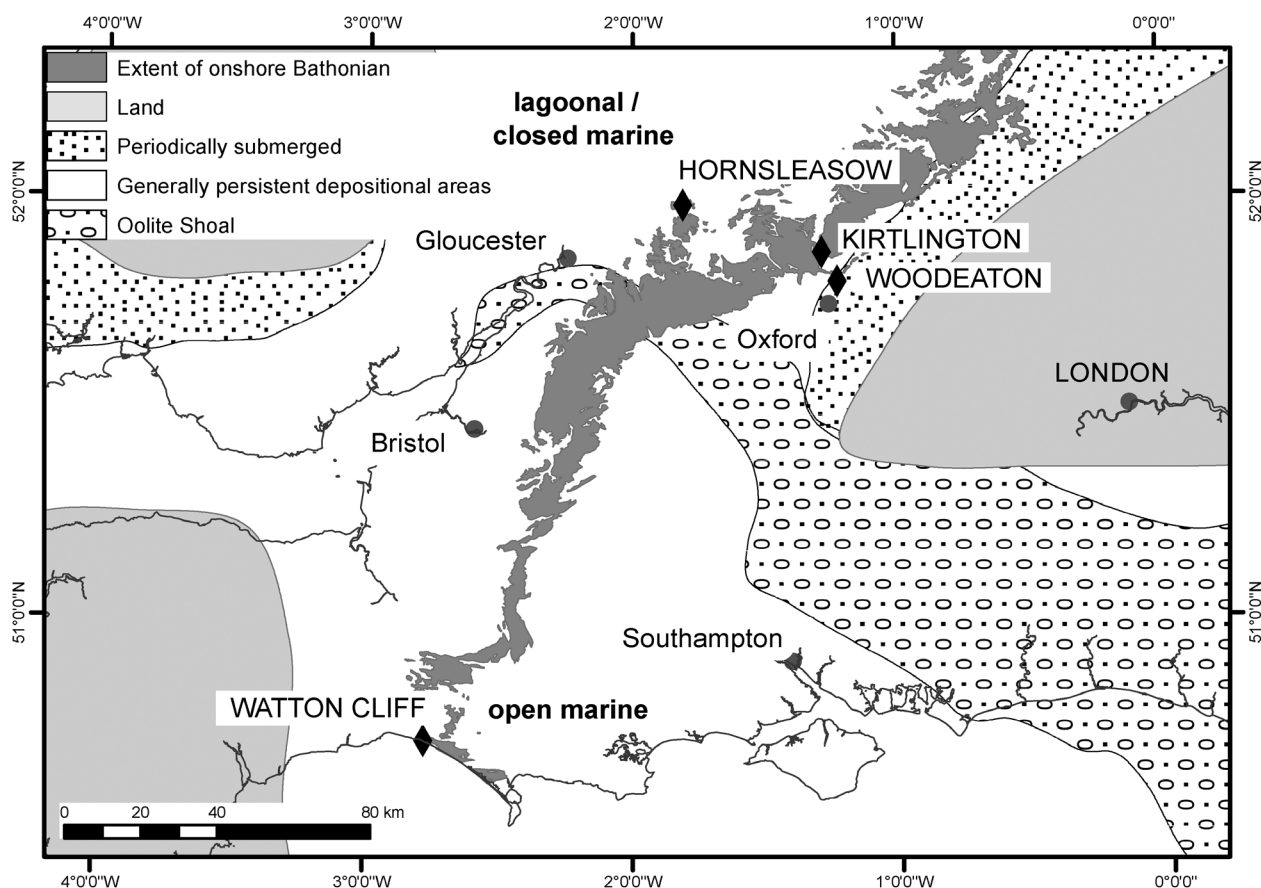 4°0'0"W 3°0'0"W 2°0'0"W 1°0'0"W 0°0'0"
Extent of onshore Bathonian
Land
Periodically submerged
Generally persistent depositional areas
Oolite Shoal
lagoonal /
closed marine
HORNSLEASOW
52°0'0"N
52°0'0"N
Gloucester
KIRTLINGTON
WOODEATON
Oxford
LONDON
Bristol
51°0'0"N
51°0'0"N
Southampton
WATTON CLIFF
open marine
0 20 40 80 km
4°0'0"W 3°0'0"W 2°0'0"W 1°0'0"W 0°0'0"